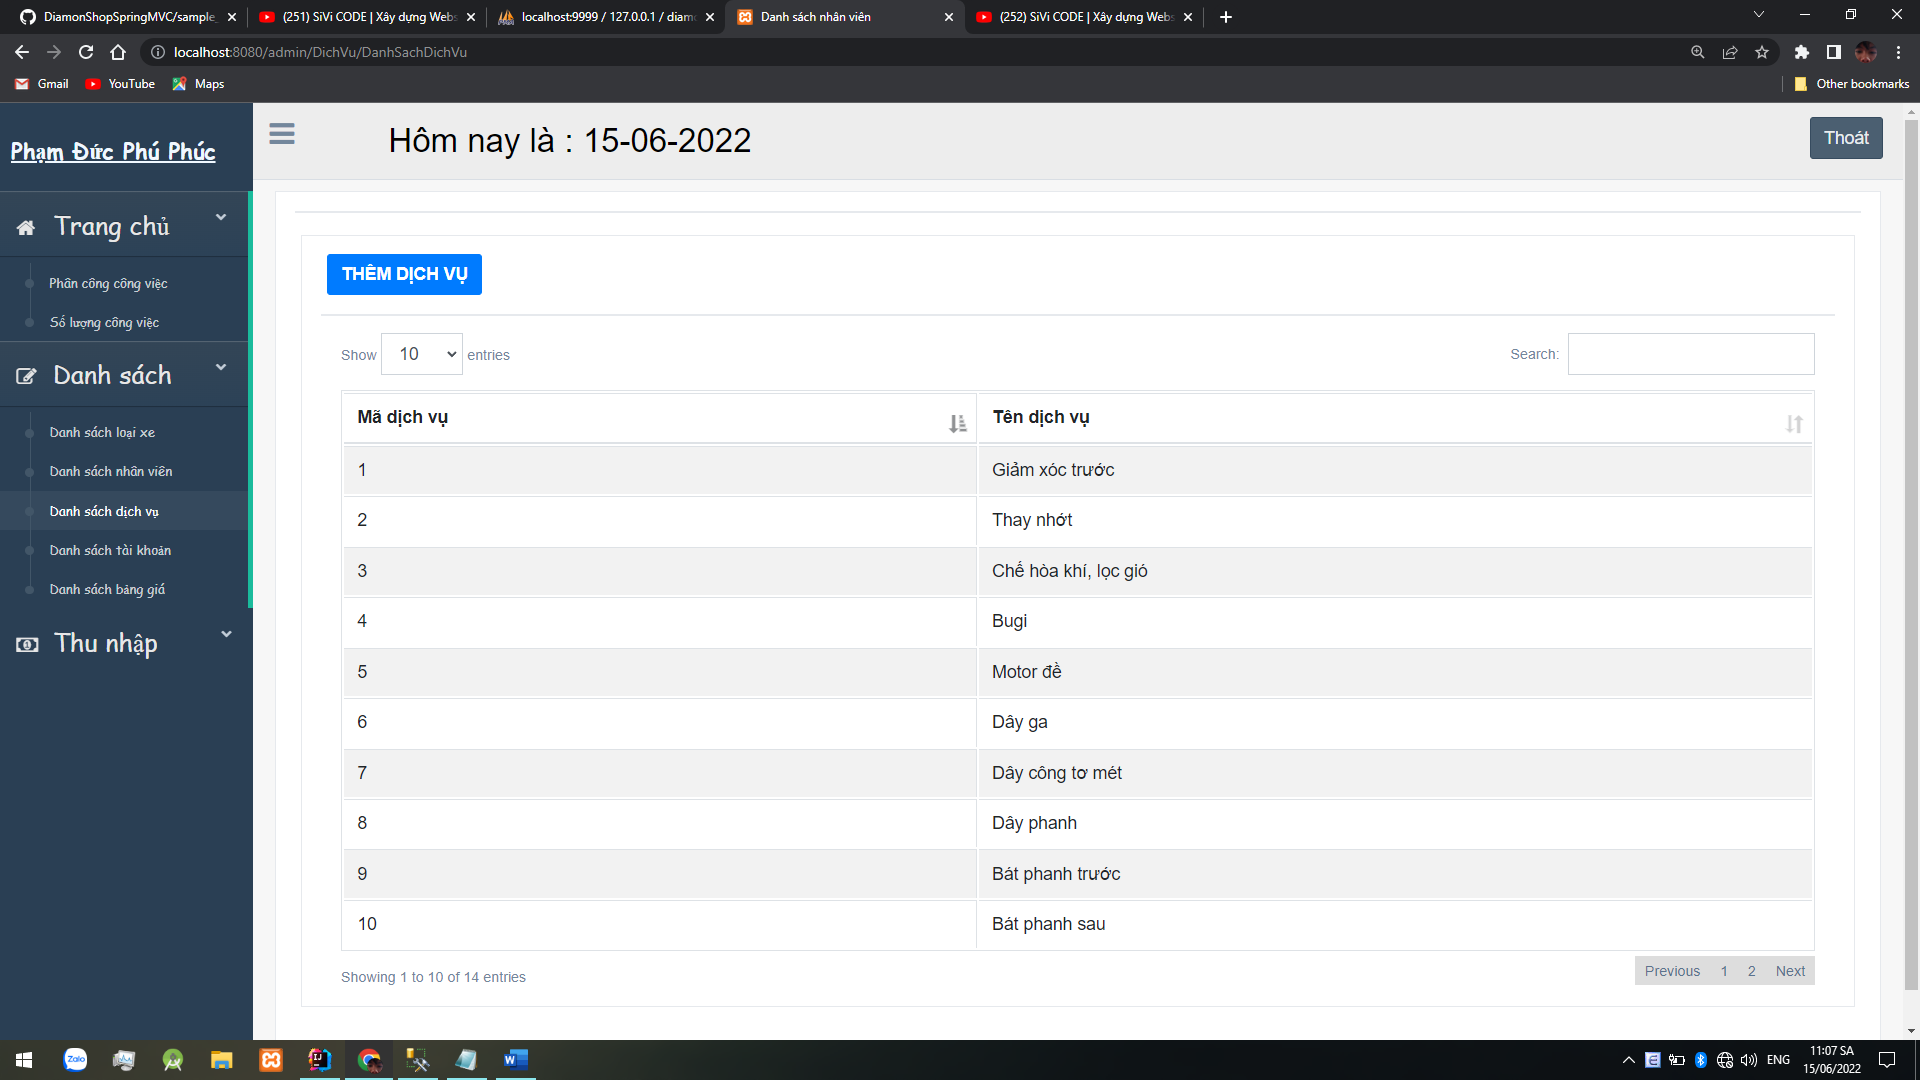 DiamonShopSpringMVC/sample_
(251) SiVi CODE | Xây dựng Webs
localhost:9999 / 127.0.0.1 / diamo
Danh sách nhân viên
(252) SiVi CODE | Xây dựng Webs
localhost:8080/admin/DichVu/DanhSachDichVu
Gmail
YouTube
Maps
Other bookmarks
Phạm Đức Phú Phúc
Hôm nay là : 15-06-2022
Thoát
Trang chủ
Phân công công việc
Số lượng công việc
Danh sách
Danh sách loại xe
Danh sách nhân viên
Danh sách dịch vụ
Danh sách tài khoản
Danh sách bảng giá
Thu nhập
THÊM DỊCH VỤ
Show 10 entries
Search:
Mã dịch vụ Tên dịch vụ
1 Giảm xóc trước
2 Thay nhớt
3 Chế hòa khí, lọc gió
4 Bugi
5 Motor đề
6 Dây ga
7 Dây công tơ mét
8 Dây phanh
9 Bát phanh trước
10 Bát phanh sau
Showing 1 to 10 of 14 entries
Previous 1 2 Next
Zalo
ENG
11:07 SA
15/06/2022